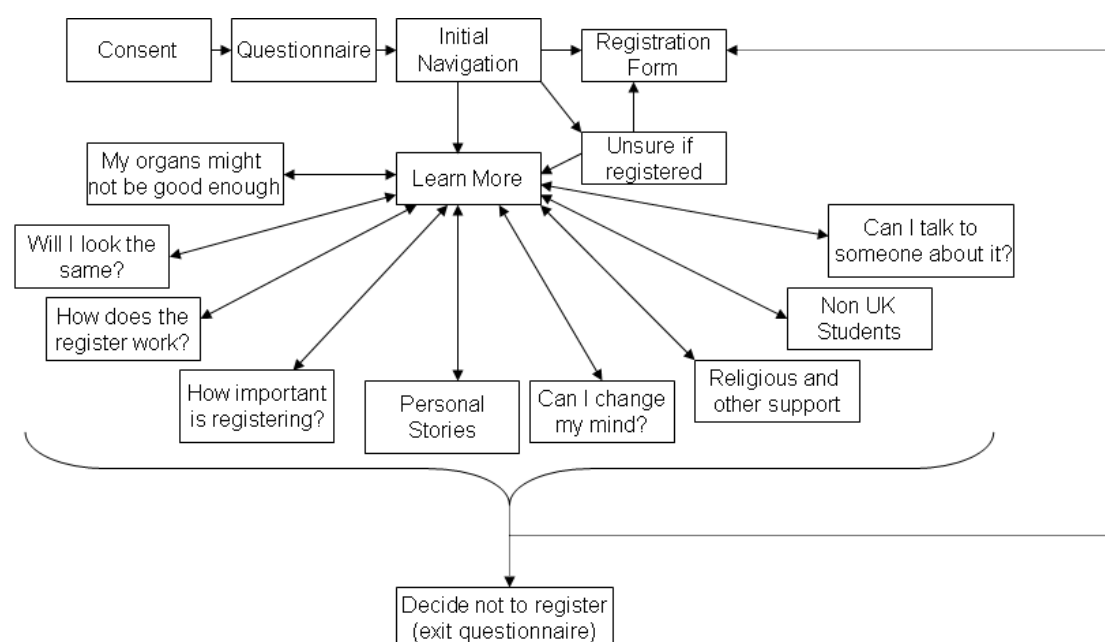 Consent
Questionnaire
Initial
Navigation
Registration
Form
Unsure if
registered
My organs might
not be good enough
Learn More
Can I talk to
someone about it?
Will I look the
same?
Non UK
Students
How does the
register work?
Religious and
other support
How important
is registering?
Personal
Stories
Can I change
my mind?
Decide not to register
(exit questionnaire)